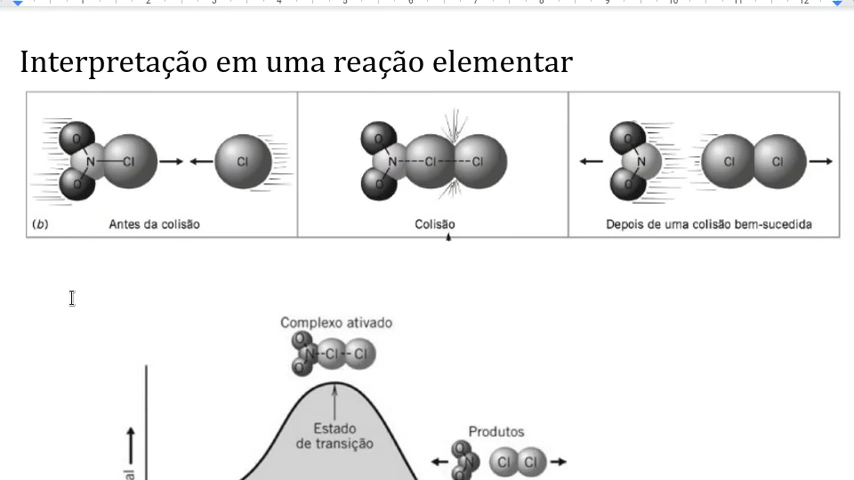 Interpretação em uma reação elementar
O
N
Cl
O
Cl
O
N
Cl
Cl
O
O
N
O
Cl
Cl
(b)
Antes da colisão
Colisão
Depois de uma colisão bem-sucedida
Complexo ativado
O
N--Cl--Cl
O
Estado
de transição
Produtos
O
N
O
Cl
Cl
al